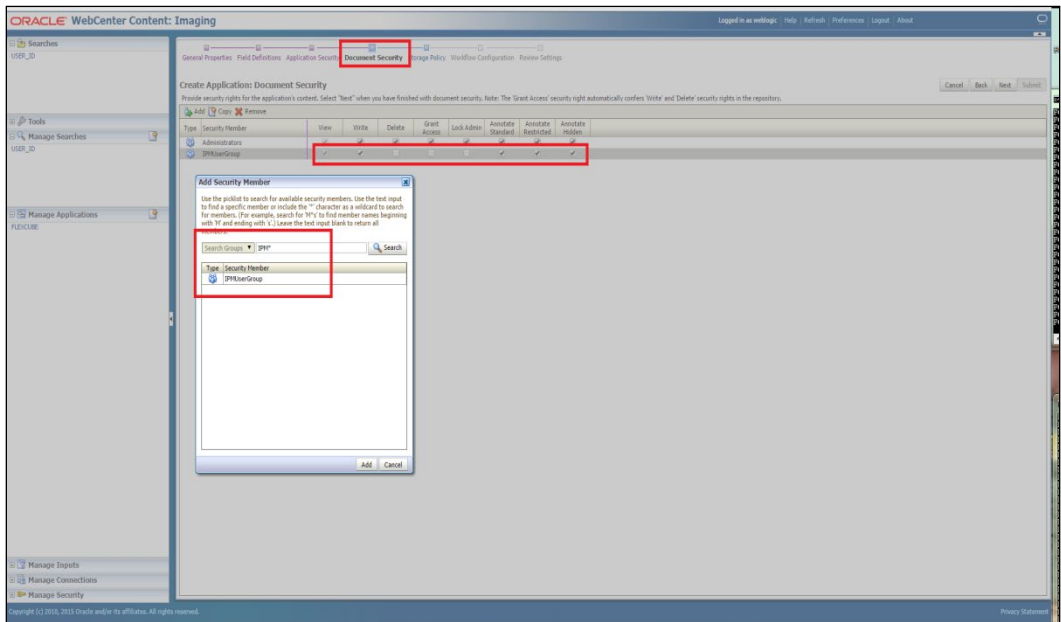 ORACLE® WebCenter Content: Imaging
Logged in as weblogic Help Refresh Preferences Logout About
Searches
USER_ID
Tools
Manage Searches
USER_ID
Manage Applications
FLEXCUBE
Manage Inputs
Manage Connections
Manage Security
General Properties Field Definitions Application Security Document Security Storage Policy Workflow Configuration Review Settings
Create Application: Document Security
Cancel Back Next Submit
Provide security rights for the application's content. Select "Next" when you have finished with document security. Note: The 'Grant Access' security right automatically confers 'Write' and 'Delete' security rights in the repository.
Add Copy Remove
Type Security Member View Write Delete Grant Access Lock Admin Annotate Standard Annotate Restricted Annotate Hidden
Administrators
IPMUserGroup
Add Security Member
Use the picklist to search for available security members. Use the text input
to find a specific member or include the '*' character as a wildcard to search
for members. (For example, search for 'M*s' to find member names beginning
with 'M' and ending with 's'.) Leave the text input blank to return all
members.
Search Groups IPM* Search
Type Security Member
IPMUserGroup
Add Cancel
Copyright (c) 2010, 2015 Oracle and/or its affiliates. All rights reserved.
Privacy Statement